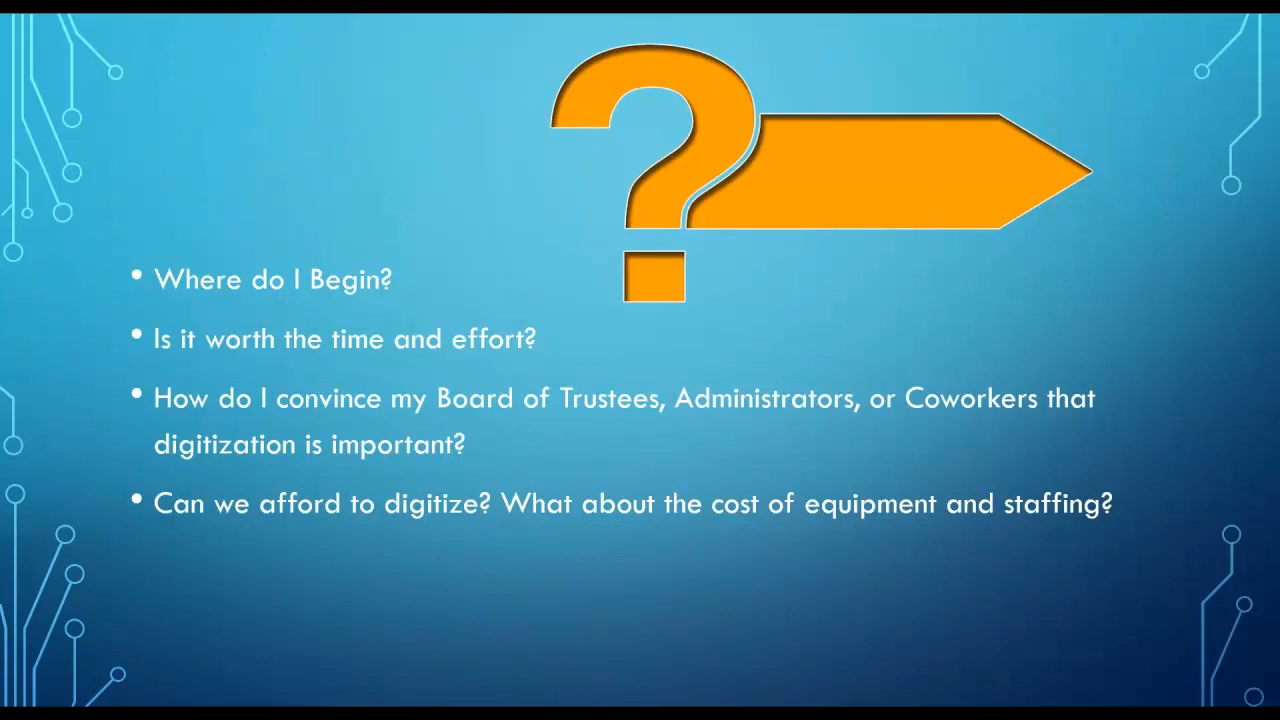 • Where do I Begin?
• Is it worth the time and effort?
• How do I convince my Board of Trustees, Administrators, or Coworkers that
digitization is important?
• Can we afford to digitize? What about the cost of equipment and staffing?